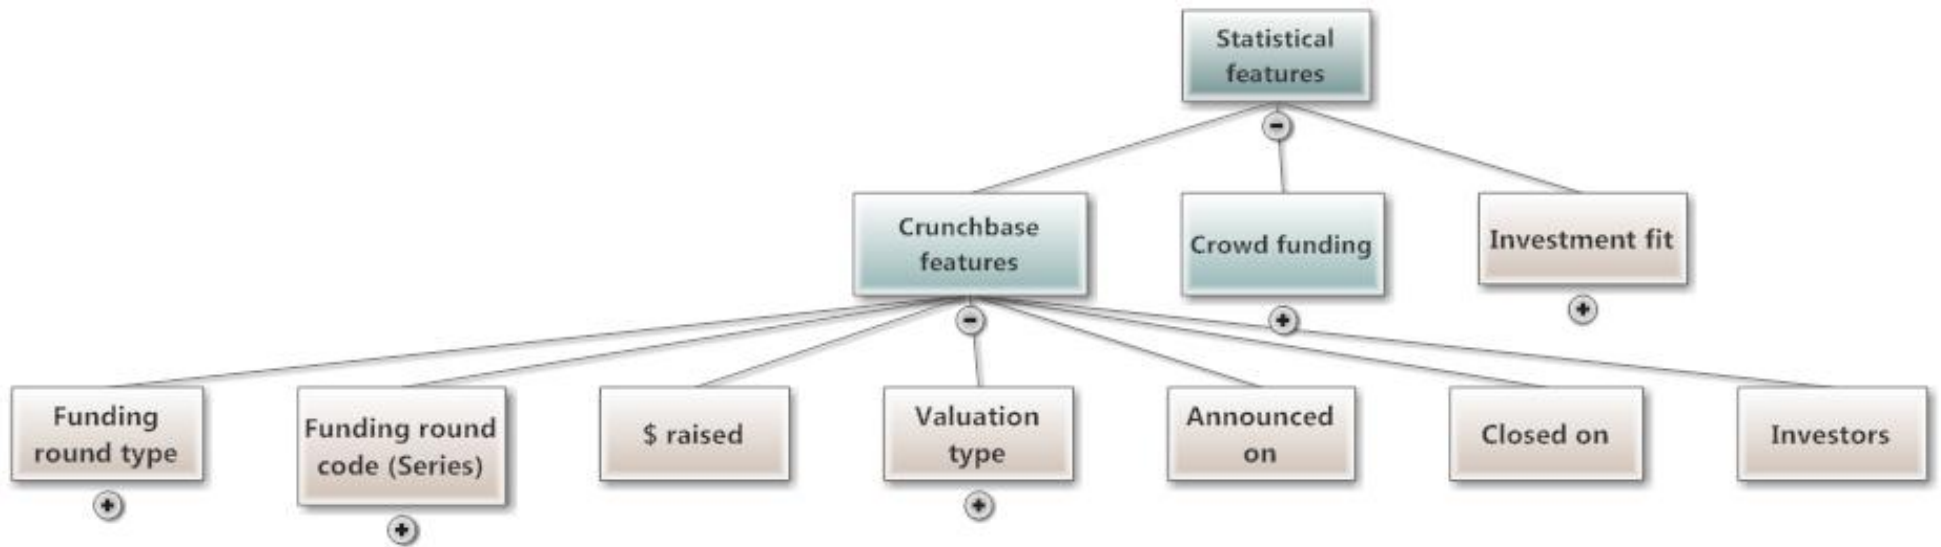 Statistical
features
Crunchbase
features
Crowd funding
Investment fit
Funding
round type
Funding round
code (Series)
$ raised
Valuation
type
Announced
on
Closed on
Investors